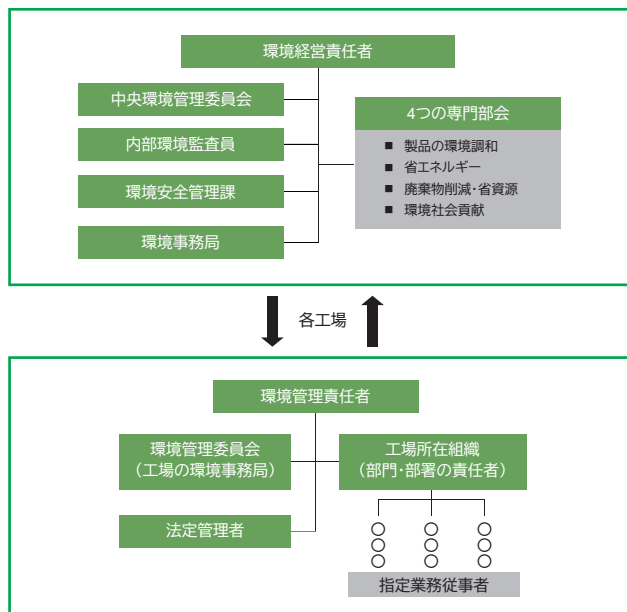 環境経営責任者
中央環境管理委員会
内部環境監査員
環境安全管理課
環境事務局
4つの専門部会
■ 製品の環境調和
■ 省エネルギー
■ 廃棄物削減・省資源
■ 環境社会貢献
各工場
環境管理責任者
環境管理委員会
（工場の環境事務局）
工場所在組織
（部門・部署の責任者）
法定管理者
指定業務従事者